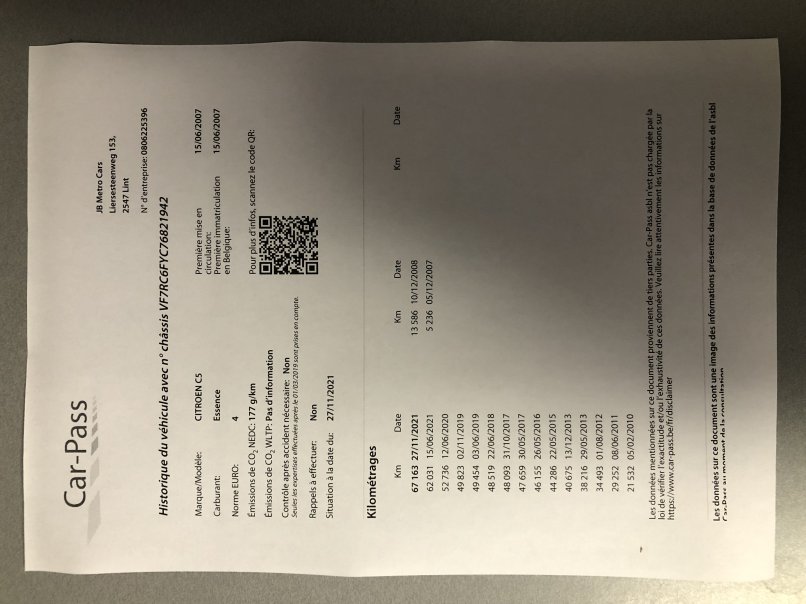 Car-Pass
JB Metro Cars
Liersesteenweg 153,
2547 Lint
N° d'entreprise: 0806225396
Historique du véhicule avec n° châssis VF7RC6FYC76821942
Marque/Modèle: CITROEN C5
Carburant: Essence
Norme EURO: 4
Émissions de CO2 NEDC: 177 g/km
Émissions de CO2 WLTP: Pas d'information
Contrôle après accident nécessaire: Non
Seules les expertises effectuées après le 01/03/2019 sont prises en compte.
Rappels à effectuer: Non
Situation à la date du: 27/11/2021
Première mise en
circulation: 15/06/2007
Première immatriculation
en Belgique: 15/06/2007
Pour plus d'infos, scannez le code QR:
Kilométrages
Km Date Km Date Km Date
67 163 27/11/2021 13 586 10/12/2008
62 031 15/06/2021 5 236 05/12/2007
52 736 12/06/2020
49 823 02/11/2019
49 454 03/06/2019
48 519 22/06/2018
48 093 31/10/2017
47 659 30/05/2017
46 155 26/05/2016
44 286 22/05/2015
40 675 13/12/2013
38 216 29/05/2013
34 493 01/08/2012
29 252 08/06/2011
21 532 05/02/2010
Les données mentionnées sur ce document proviennent de tiers parties. Car-Pass asbl n'est pas chargée par la
loi de vérifier l'exactitude et/ou l'exhaustivité de ces données. Veuillez lire attentivement les informations sur
https://www.car-pass.be/fr/disclaimer
Les données sur ce document sont une image des informations présentes dans la base de données de l'asbl
Car-Pass au moment de la consultation